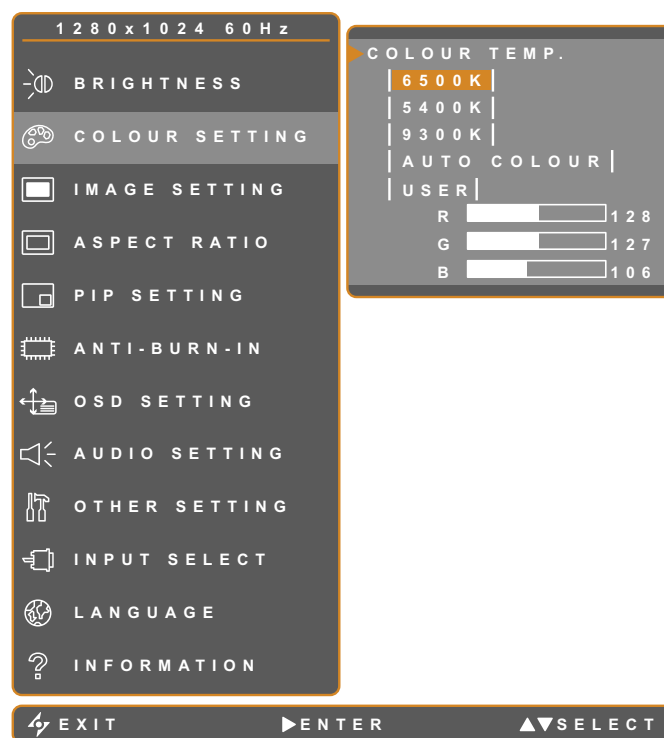 1280x1024 60Hz
BRIGHTNESS
COLOUR SETTING
IMAGE SETTING
ASPECT RATIO
PIP SETTING
ANTI-BURN-IN
OSD SETTING
AUDIO SETTING
OTHER SETTING
INPUT SELECT
LANGUAGE
INFORMATION
COLOUR TEMP.
6500K
5400K
9300K
AUTO COLOUR
USER
R 128
G 127
B 106
EXIT ENTER SELECT